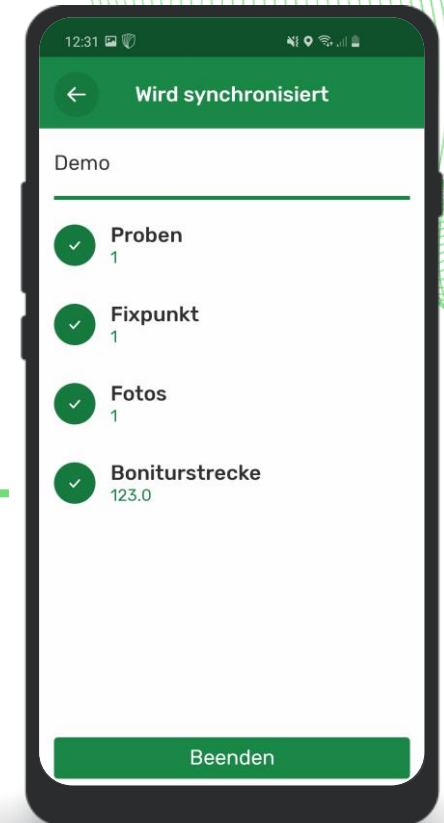 12:31
Wird synchronisiert
Demo
Proben
1
Fixpunkt
1
Fotos
1
Boniturstrecke
123.0
Beenden